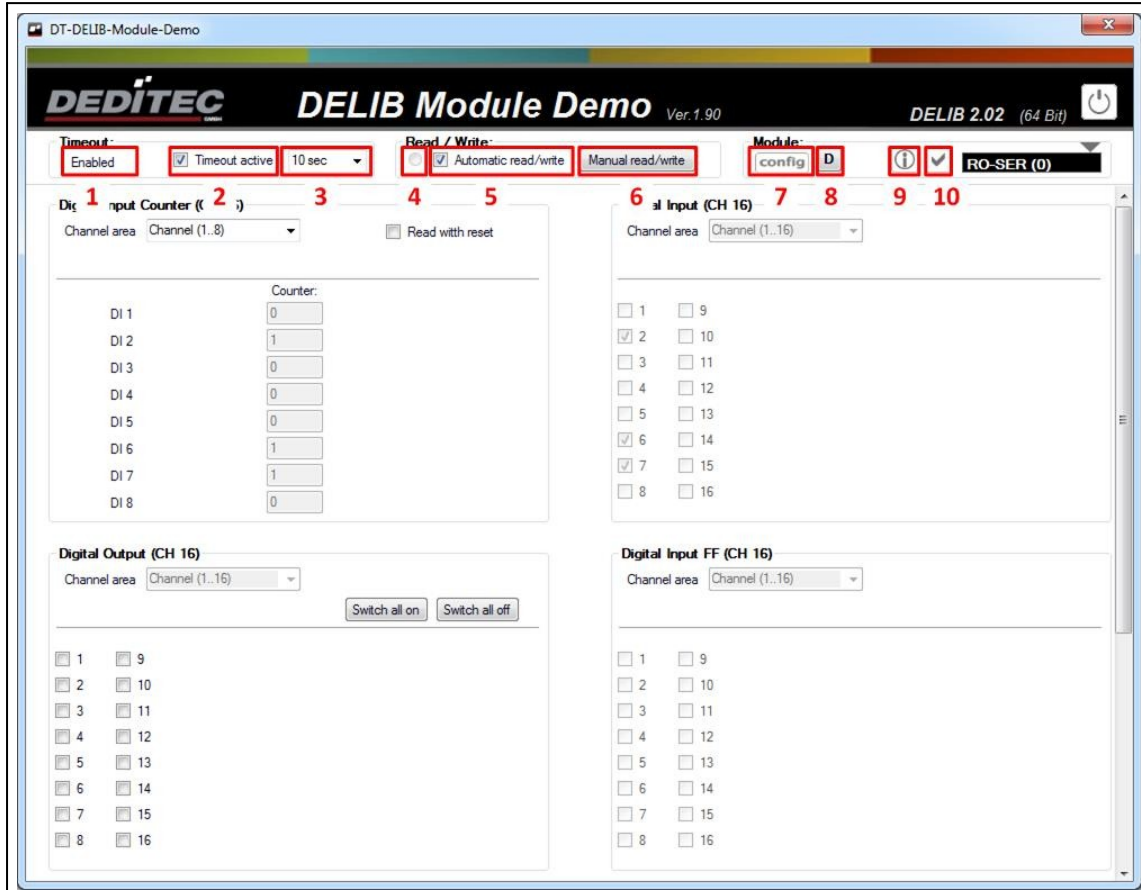 DT-DELIB-Module-Demo
DEDITEC GMBH DELIB Module Demo Ver.1.90 DELIB 2.02 (64 Bit)
Timeout: Read / Write: Module:
Enabled Timeout active 10 sec Automatic read/write Manual read/write config D RO-SER (0)
1 2 3 4 5 6 7 8 9 10
Input Counter
Channel area Channel (1..8) Read witth reset
Counter:
DI 1 0
DI 2 1
DI 3 0
DI 4 0
DI 5 0
DI 6 1
DI 7 1
DI 8 0
Input (CH 16)
Channel area Channel (1..16)
1 9
2 10
3 11
4 12
5 13
6 14
7 15
8 16
Digital Output (CH 16)
Channel area Channel (1..16)
Switch all on Switch all off
1 9
2 10
3 11
4 12
5 13
6 14
7 15
8 16
Digital Input FF (CH 16)
Channel area Channel (1..16)
1 9
2 10
3 11
4 12
5 13
6 14
7 15
8 16